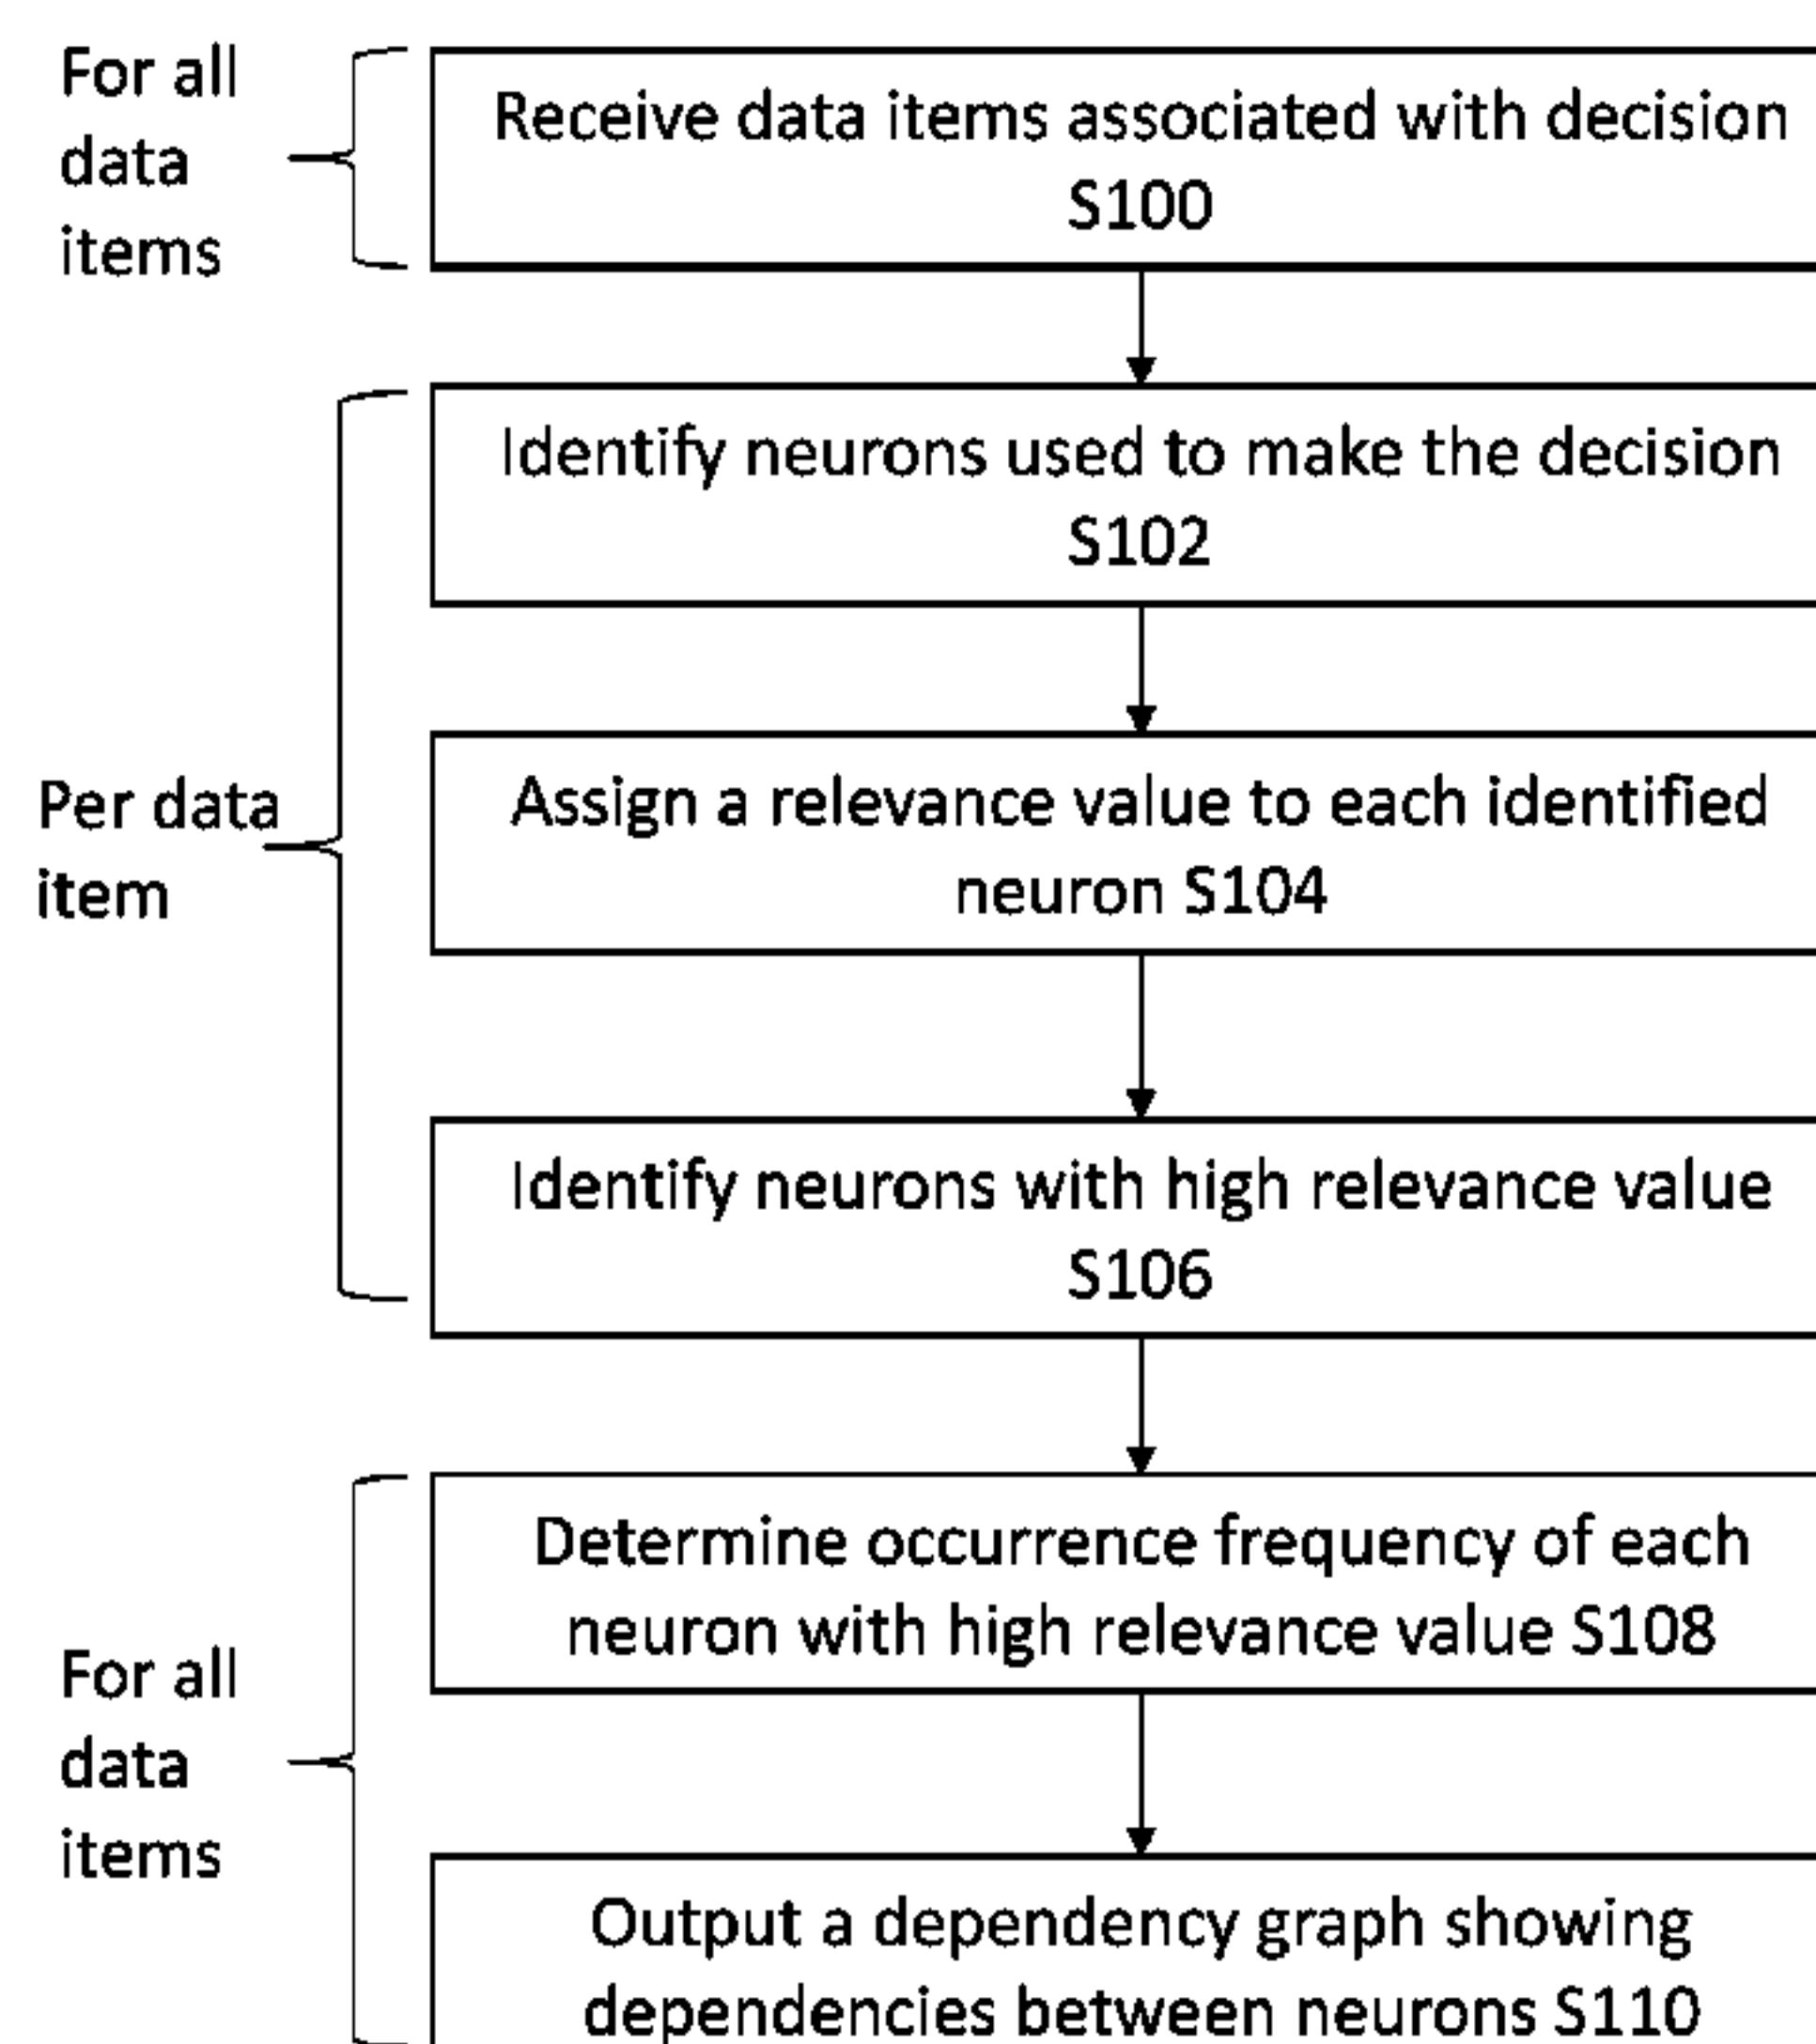 For all
data
items
Receive data items associated with decision
S100
Identify neurons used to make the decision
S102
Per data
item
Assign a relevance value to each identified
neuron S104
Identify neurons with high relevance value
S106
For all
data
items
Determine occurrence frequency of each
neuron with high relevance value S108
Output a dependency graph showing
dependencies between neurons S110